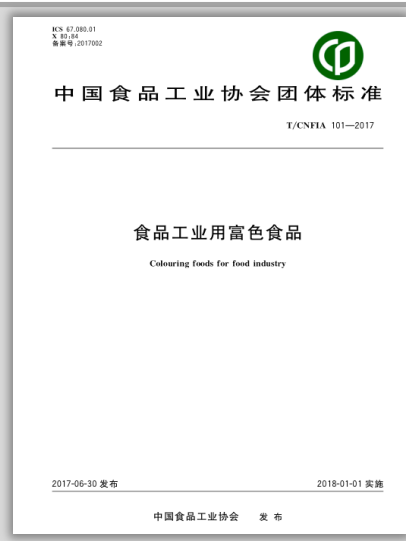 ICS 67.080.01
X 80;84
备案号:2017002
中国食品工业协会团体标准
T/CNFIA 101—2017
食品工业用富色食品
Colouring foods for food industry
2017-06-30 发布
2018-01-01 实施
中国食品工业协会 发布